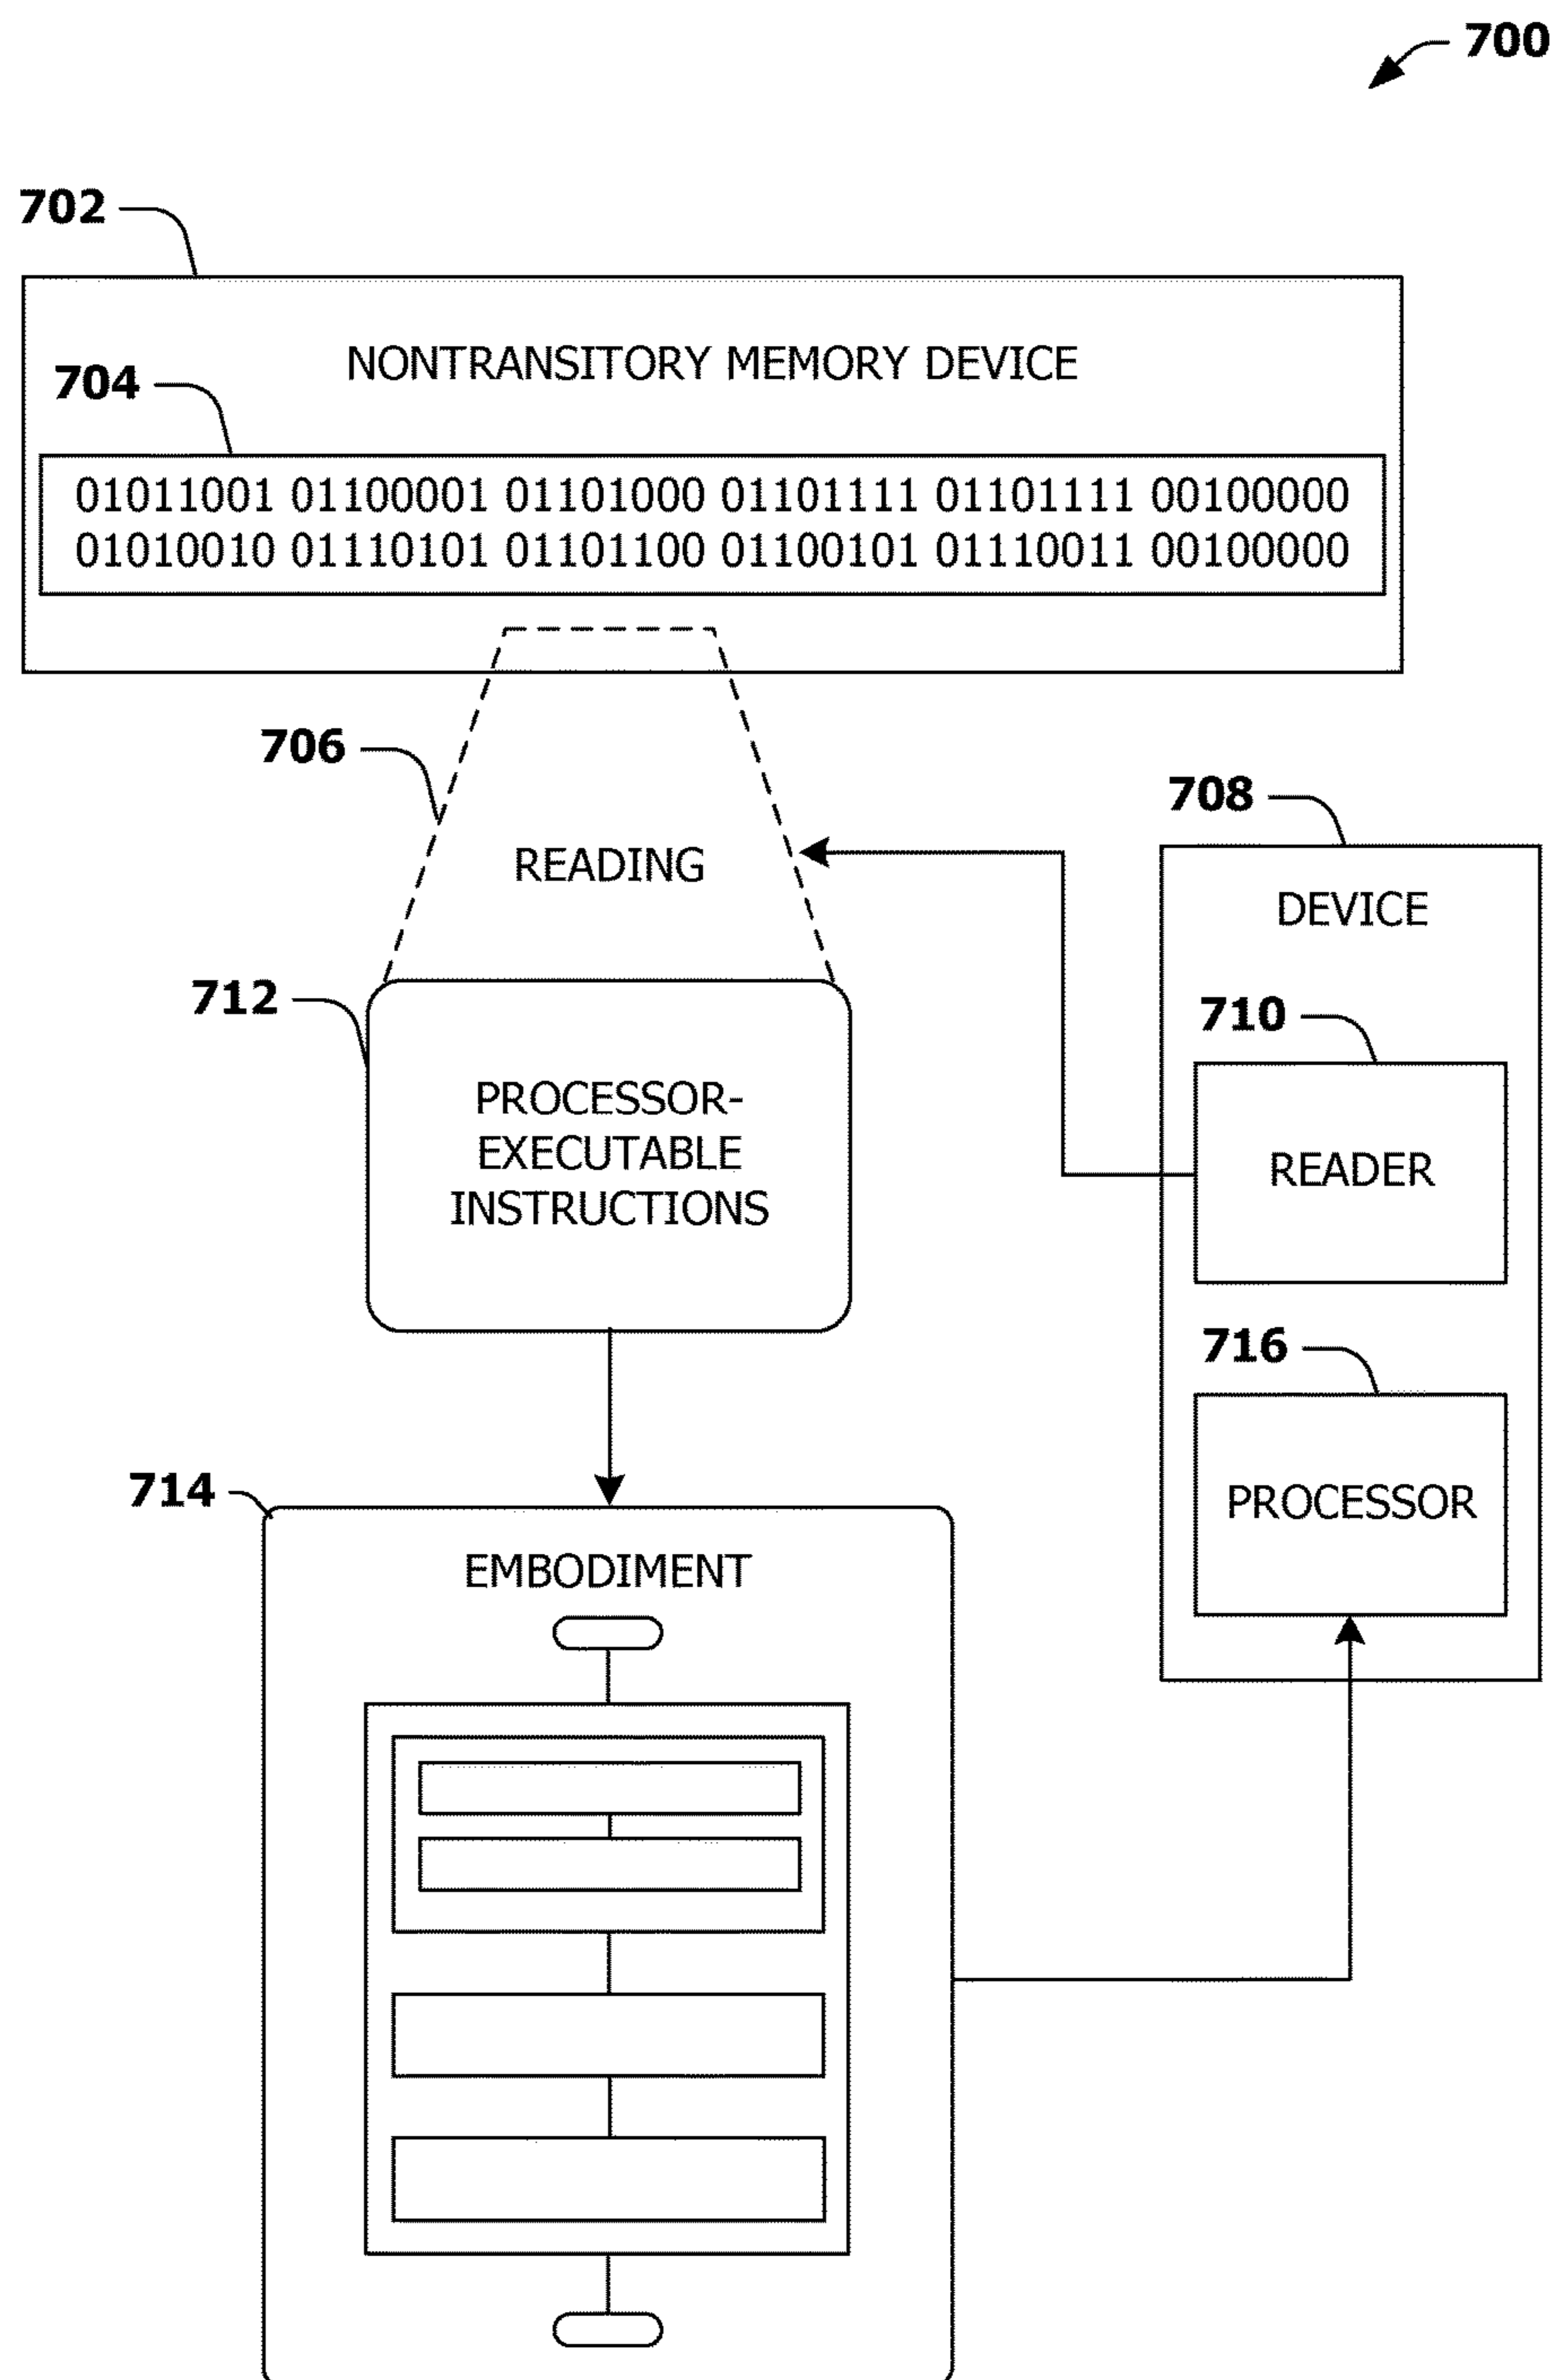 700
702
NONTRANSITORY MEMORY DEVICE
704
01011001 01100001 01101000 01101111 01101111 00100000
01010010 01110101 01101100 01100101 01110011 00100000
706
READING
708
DEVICE
710
READER
712
PROCESSOR-
EXECUTABLE
INSTRUCTIONS
716
PROCESSOR
714
EMBODIMENT